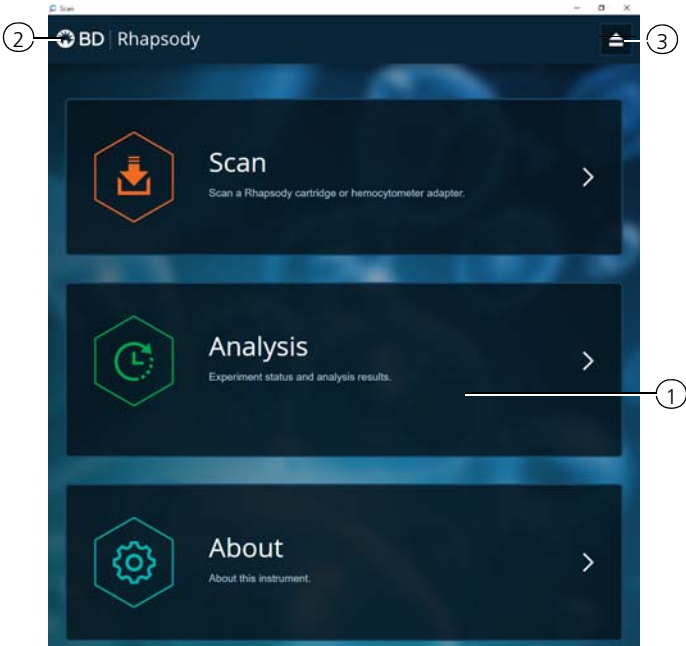 Scan
2 BD Rhapsody 3
Scan
Scan a Rhapsody cartridge or hemocytometer adapter.
Analysis
Experiment status and analysis results.
1
About
About this instrument.